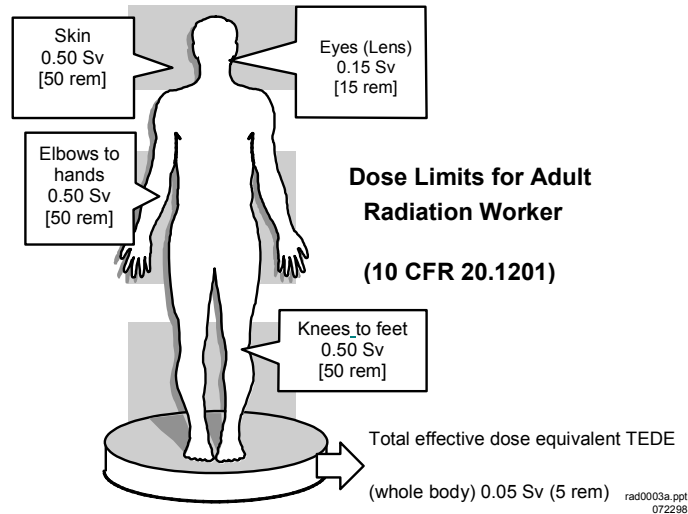 Skin
0.50 Sv
[50 rem]
Eyes (Lens)
0.15 Sv
[15 rem]
Elbows to
hands
0.50 Sv
[50 rem]
Dose Limits for Adult
Radiation Worker
(10 CFR 20.1201)
Knees to feet
0.50 Sv
[50 rem]
Total effective dose equivalent TEDE
(whole body) 0.05 Sv (5 rem)
rad0003a.ppt
072298